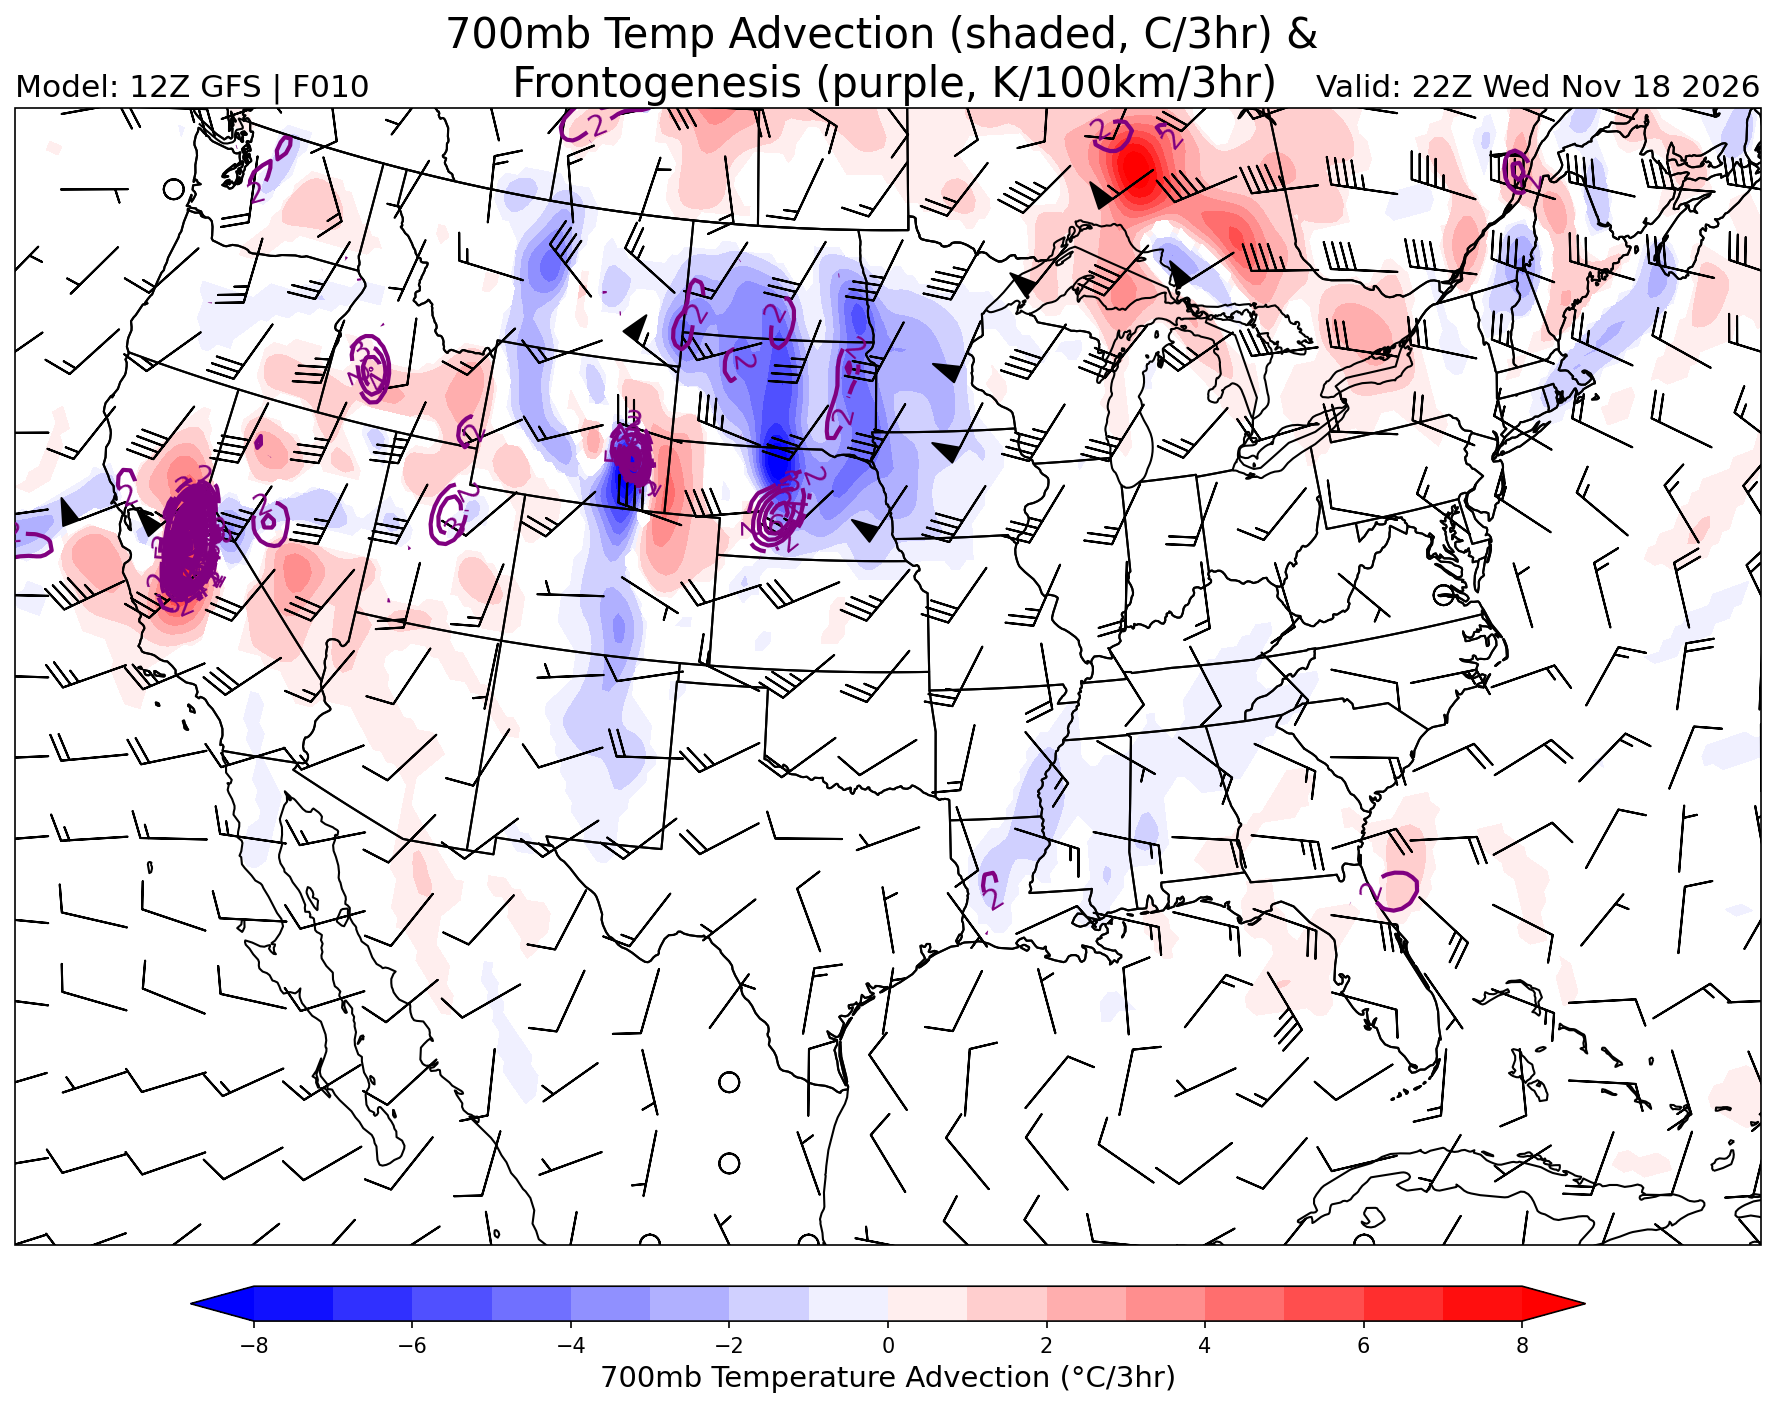 700mb Temp Advection (shaded, C/3hr) &
Model: 12Z GFS | F010 Frontogenesis (purple, K/100km/3hr) Valid: 22Z Wed Nov 18 2026
−8 −6 −4 −2 0 2 4 6 8
700mb Temperature Advection (°C/3hr)